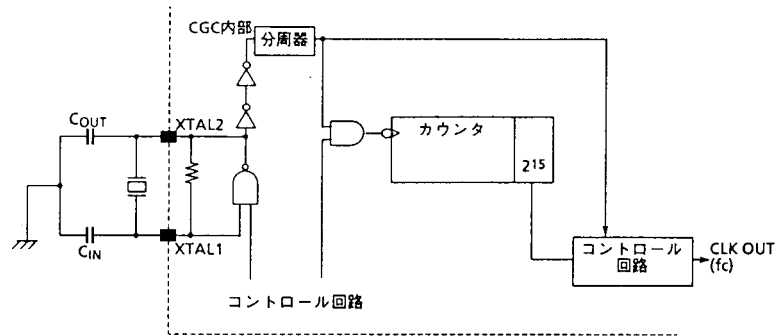 CGC内部
分周器
COUT
XTAL2
カウンタ
215
XTAL1
CIN
コントロール回路
コントロール
回路
CLK OUT
(fc)